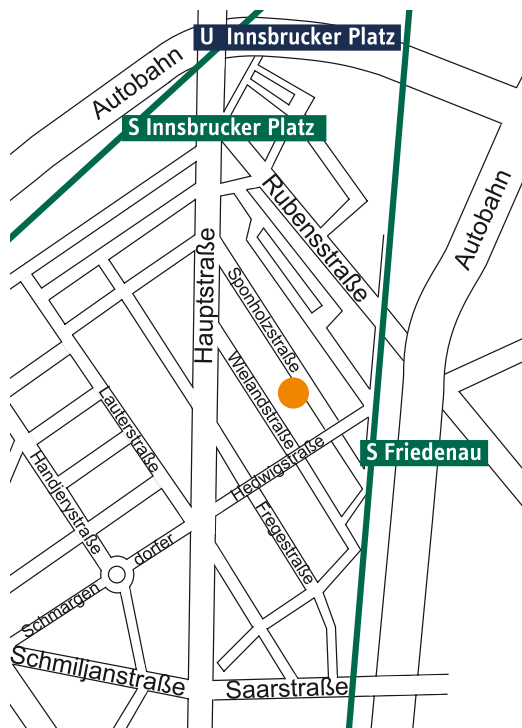 U Innsbrucker Platz
Autobahn
S Innsbrucker Platz
Rubensstraße
Autobahn
Hauptstraße
Sponholzstraße
Wielandstraße
Lauterstraße
S Friedenau
Handjerystraße
Hedwigstraße
Fregestraße
Schmargen
dorfer
Schmiljanstraße
Saarstraße